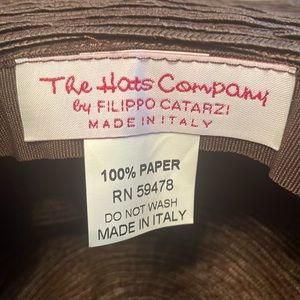 The Hats Company
by FILIPPO CATARZI
MADE IN ITALY
100% PAPER
RN 59478
DO NOT WASH
MADE IN ITALY